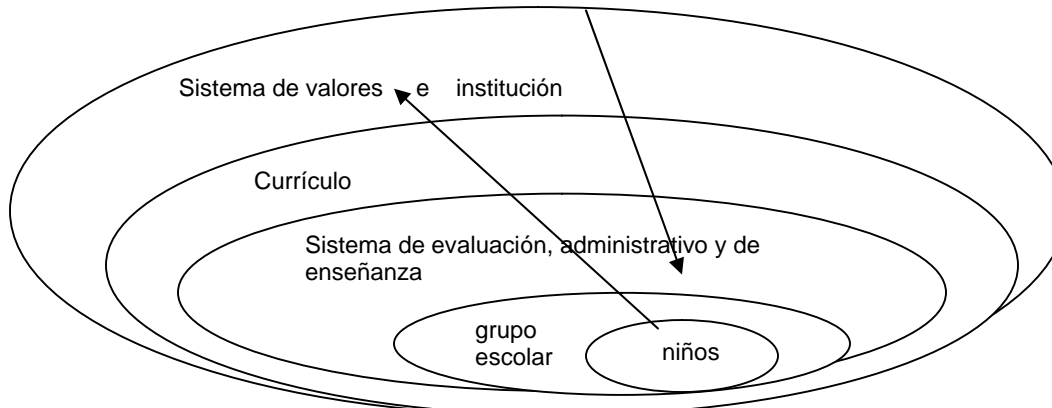 Sistema de valores e institución
Currículo
Sistema de evaluación, administrativo y de
enseñanza
grupo
escolar
niños